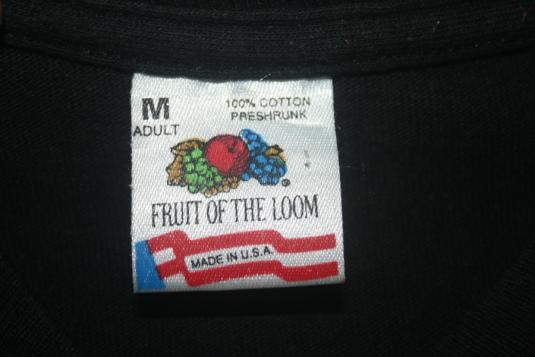 M
ADULT
100% COTTON
PRESHRUNK
FRUIT OF THE LOOM
MADE IN U.S.A.